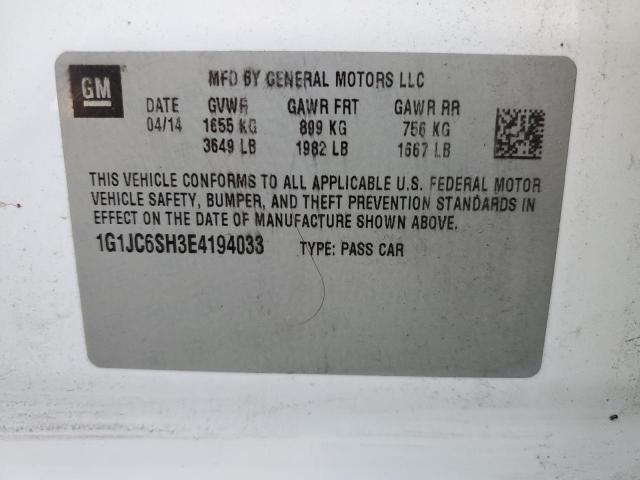 GM
MFD BY GENERAL MOTORS LLC
DATE GVWR GAWR FRT GAWR RR
04/14 1655 KG 899 KG 756 KG
3649 LB 1982 LB 1667 LB
THIS VEHICLE CONFORMS TO ALL APPLICABLE U.S. FEDERAL MOTOR
VEHICLE SAFETY, BUMPER, AND THEFT PREVENTION STANDARDS IN
EFFECT ON THE DATE OF MANUFACTURE SHOWN ABOVE.
1G1JC6SH3E4194033 TYPE: PASS CAR